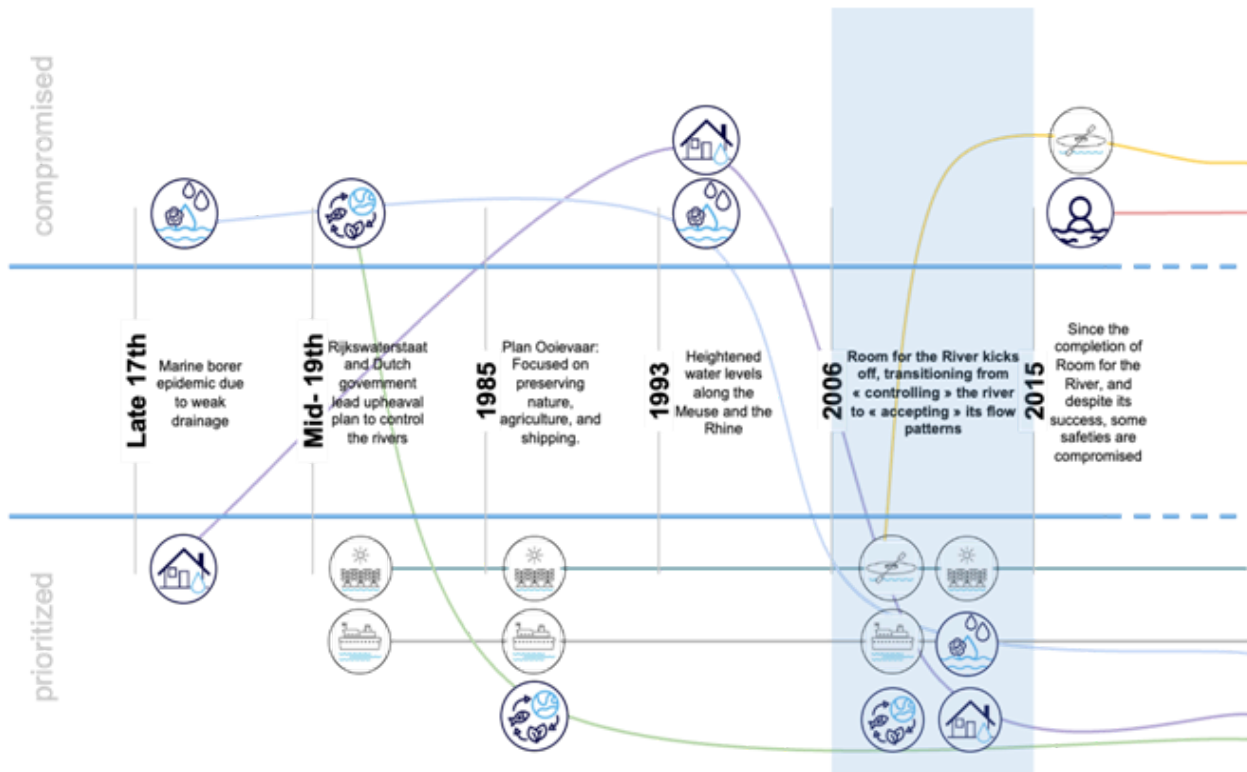 compromised
prioritized
Late 17th
Marine borer
epidemic due
to weak
drainage
Mid- 19th
Rijkswaterstaat
and Dutch
government
lead upheaval
plan to control
the rivers
1985
Plan Ooievaar:
Focused on
preserving
nature,
agriculture, and
shipping.
1993
Heightened
water levels
along the
Meuse and the
Rhine
2006
Room for the River kicks
off, transitioning from
« controlling » the river
to « accepting » its flow
patterns
2015
Since the
completion of
Room for the
River, and
despite its
success, some
safeties are
compromised